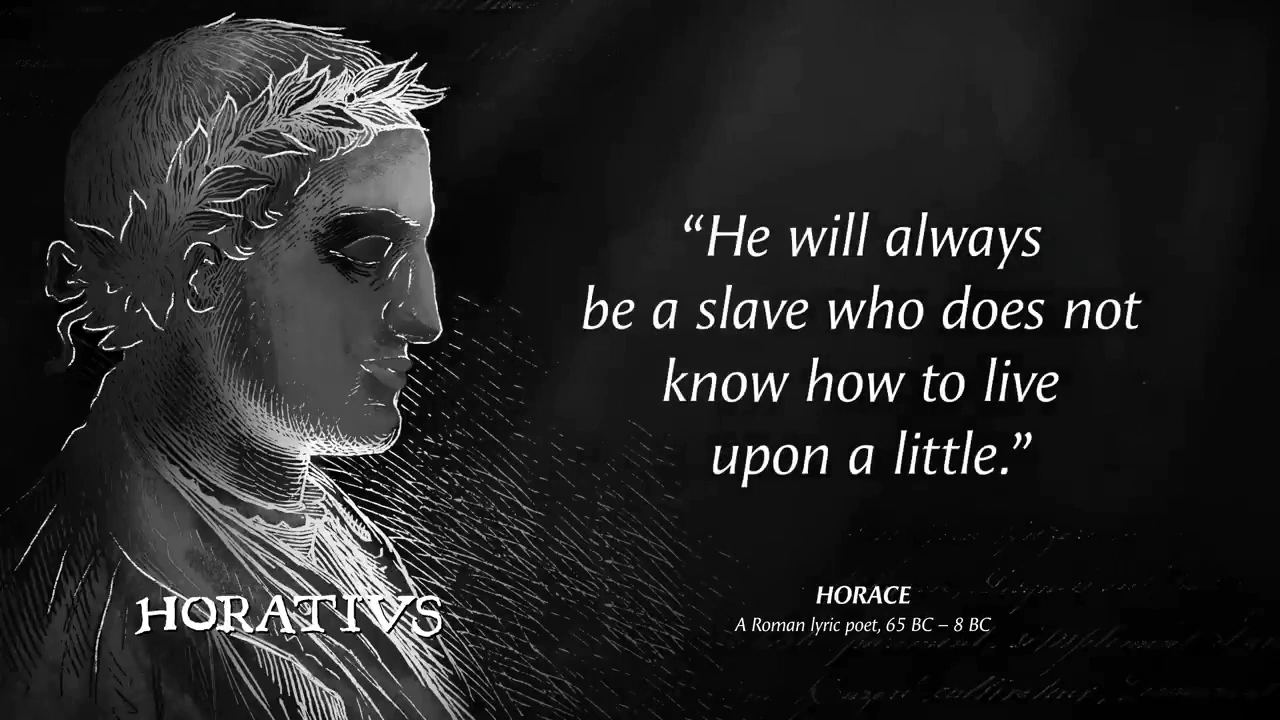 “He will always
be a slave who does not
know how to live
upon a little.”
HORACE
A Roman lyric poet, 65 BC – 8 BC
HORATIVS